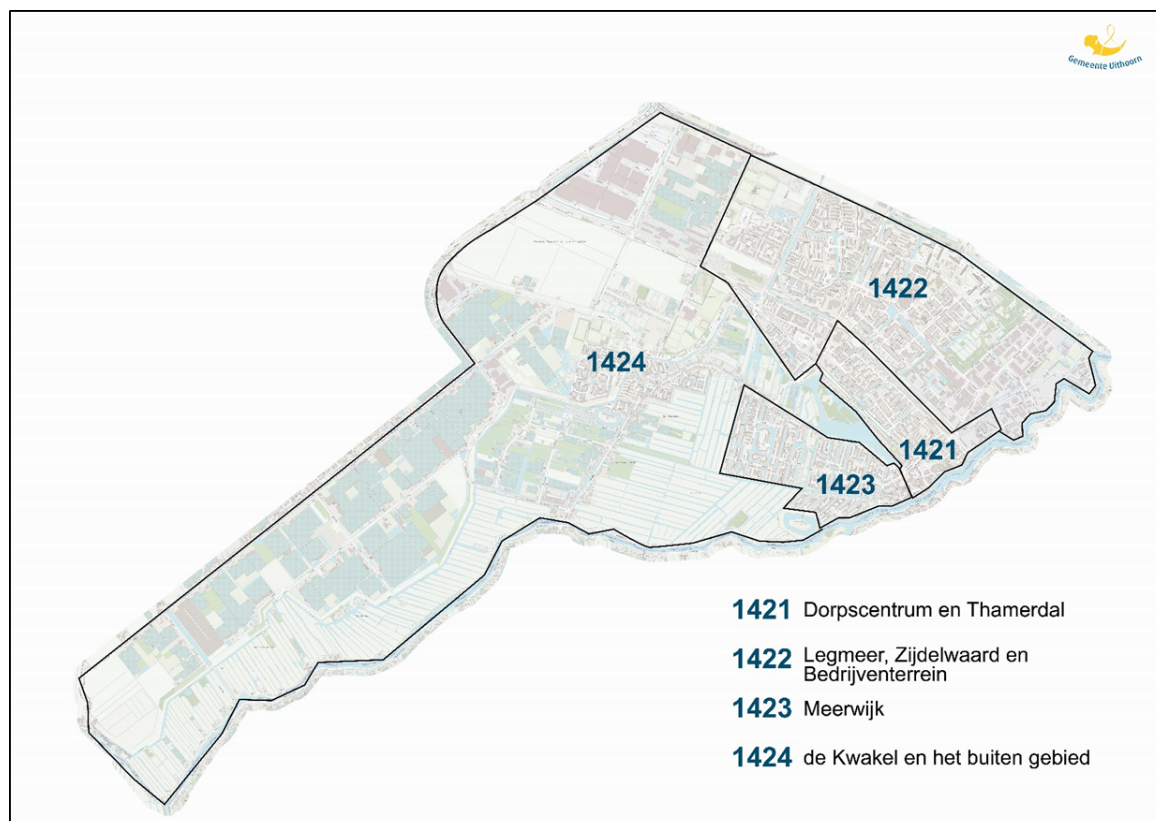 Gemeente Uithoorn
1422
1424
1421
1423
1421 Dorpscentrum en Thamerdal
1422 Legmeer, Zijdelwaard en
Bedrijventerrein
1423 Meerwijk
1424 de Kwakel en het buiten gebied